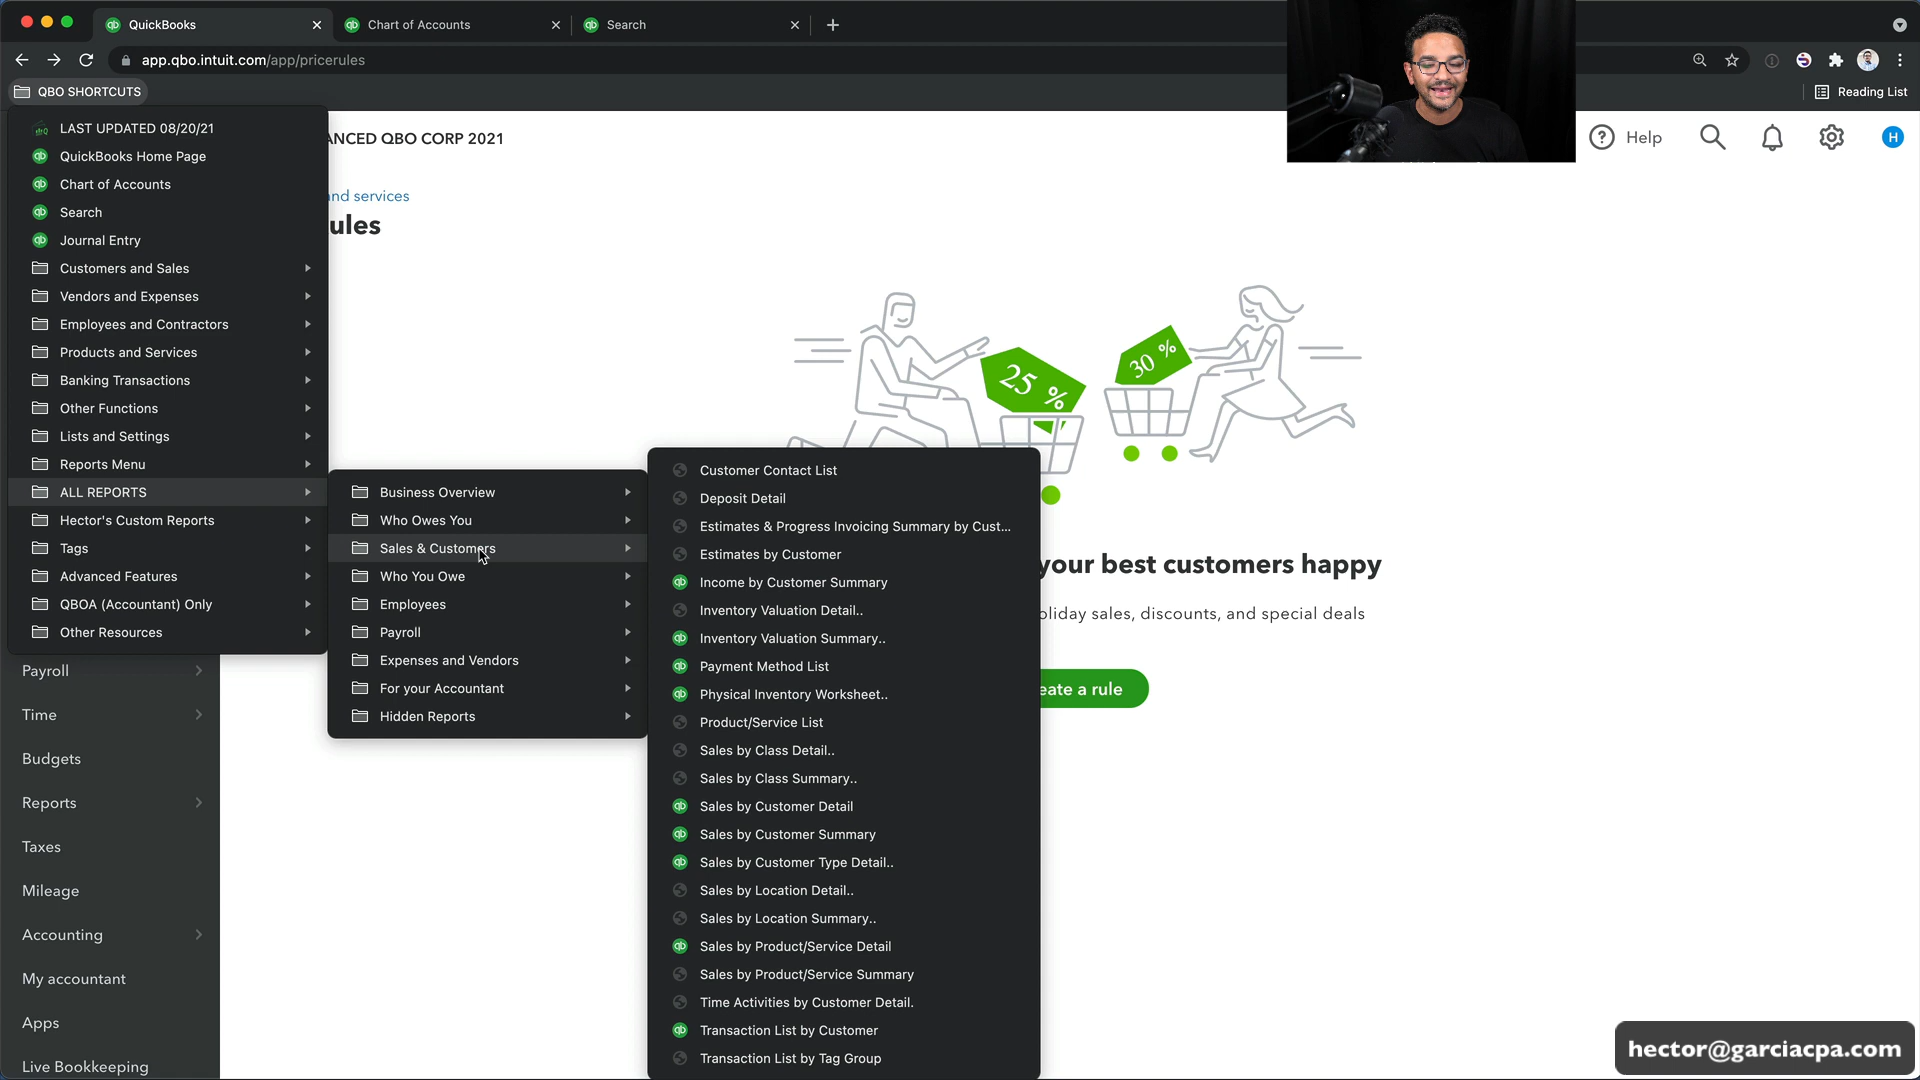 QuickBooks
Chart of Accounts
Search
app.qbo.intuit.com/app/pricerules
QBO SHORTCUTS
Reading List
LAST UPDATED 08/20/21
QuickBooks Home Page
Chart of Accounts
Search
Journal Entry
Customers and Sales
Vendors and Expenses
Employees and Contractors
Products and Services
Banking Transactions
Other Functions
Lists and Settings
Reports Menu
ALL REPORTS
Hector's Custom Reports
Tags
Advanced Features
QBOA (Accountant) Only
Other Resources
Payroll
Time
Budgets
Reports
Taxes
Mileage
Accounting
My accountant
Apps
Live Bookkeeping
ANCED QBO CORP 2021
Help
H
nd services
ules
25 %
30 %
Business Overview
Who Owes You
Sales & Customers
Who You Owe
Employees
Payroll
Expenses and Vendors
For your Accountant
Hidden Reports
Customer Contact List
Deposit Detail
Estimates & Progress Invoicing Summary by Cust...
Estimates by Customer
Income by Customer Summary
Inventory Valuation Detail..
Inventory Valuation Summary..
Payment Method List
Physical Inventory Worksheet..
Product/Service List
Sales by Class Detail..
Sales by Class Summary..
Sales by Customer Detail
Sales by Customer Summary
Sales by Customer Type Detail..
Sales by Location Detail..
Sales by Location Summary..
Sales by Product/Service Detail
Sales by Product/Service Summary
Time Activities by Customer Detail.
Transaction List by Customer
Transaction List by Tag Group
your best customers happy
oliday sales, discounts, and special deals
eate a rule
hector@garciacpa.com